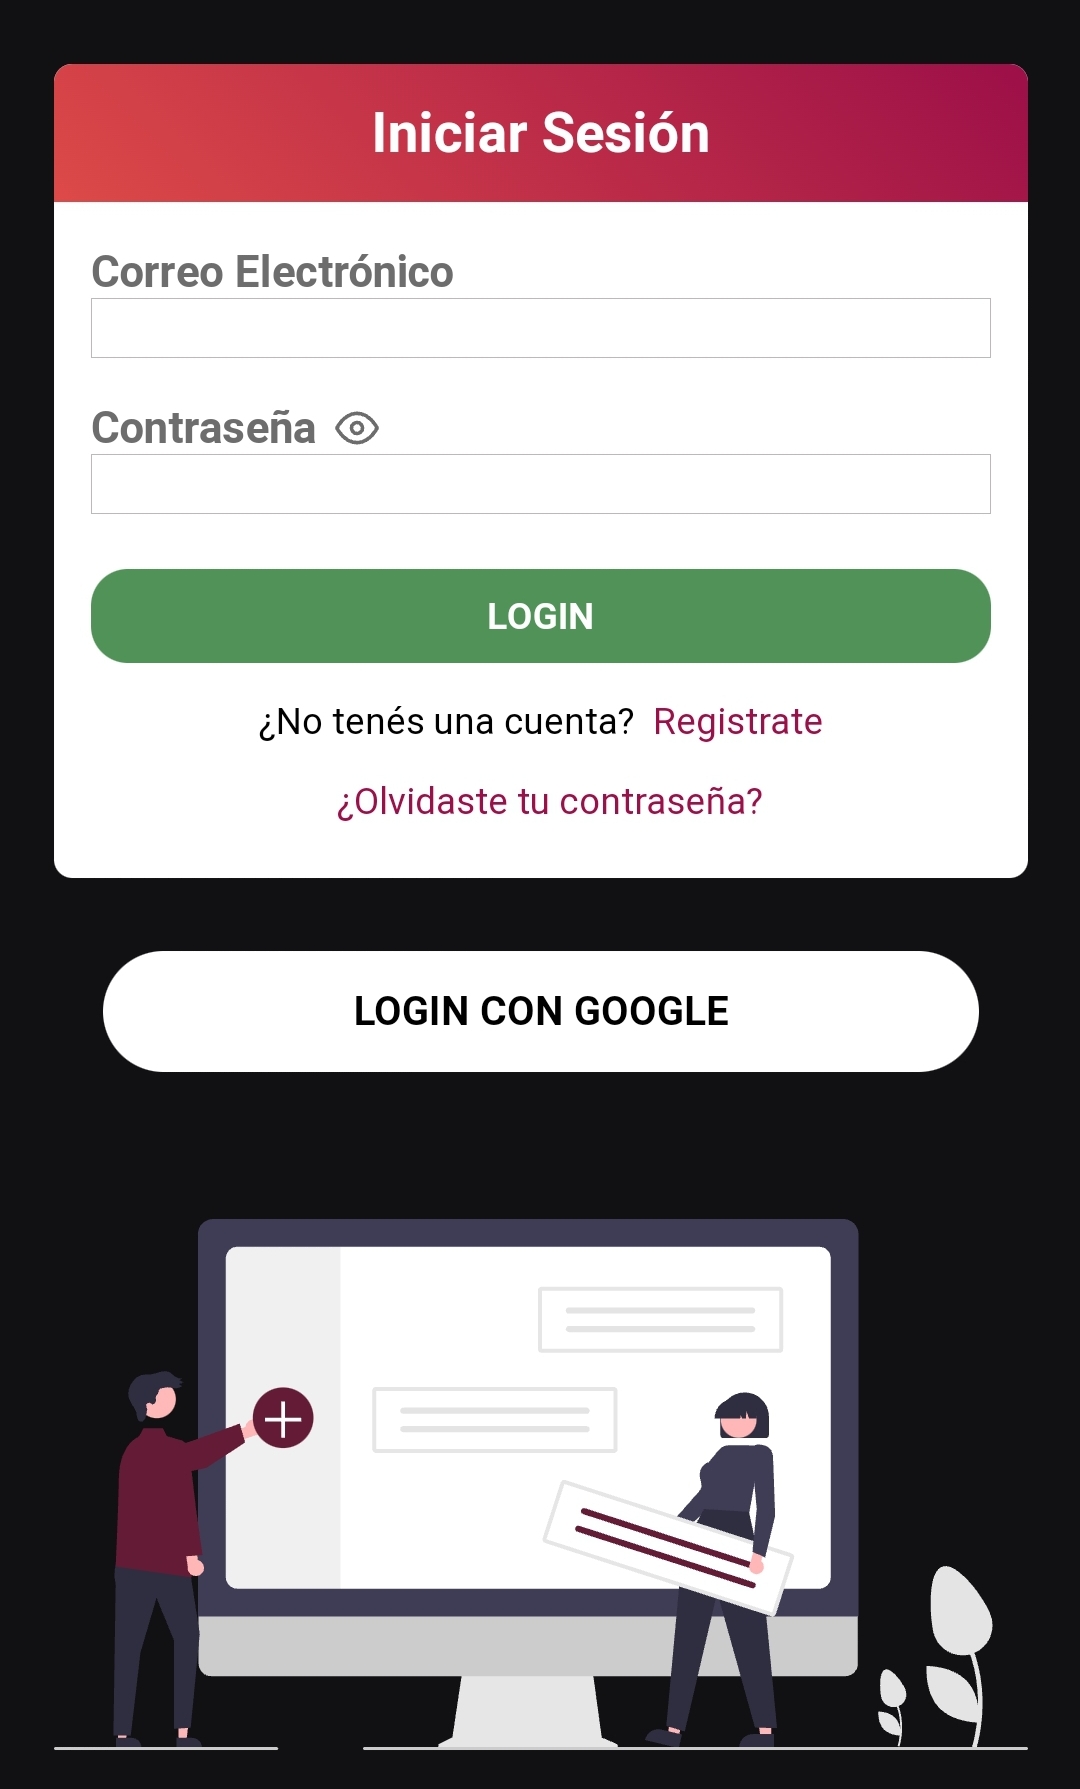 Iniciar Sesión
Correo Electrónico
Contraseña
LOGIN
¿No tenés una cuenta? Registrate
¿Olvidaste tu contraseña?
LOGIN CON GOOGLE